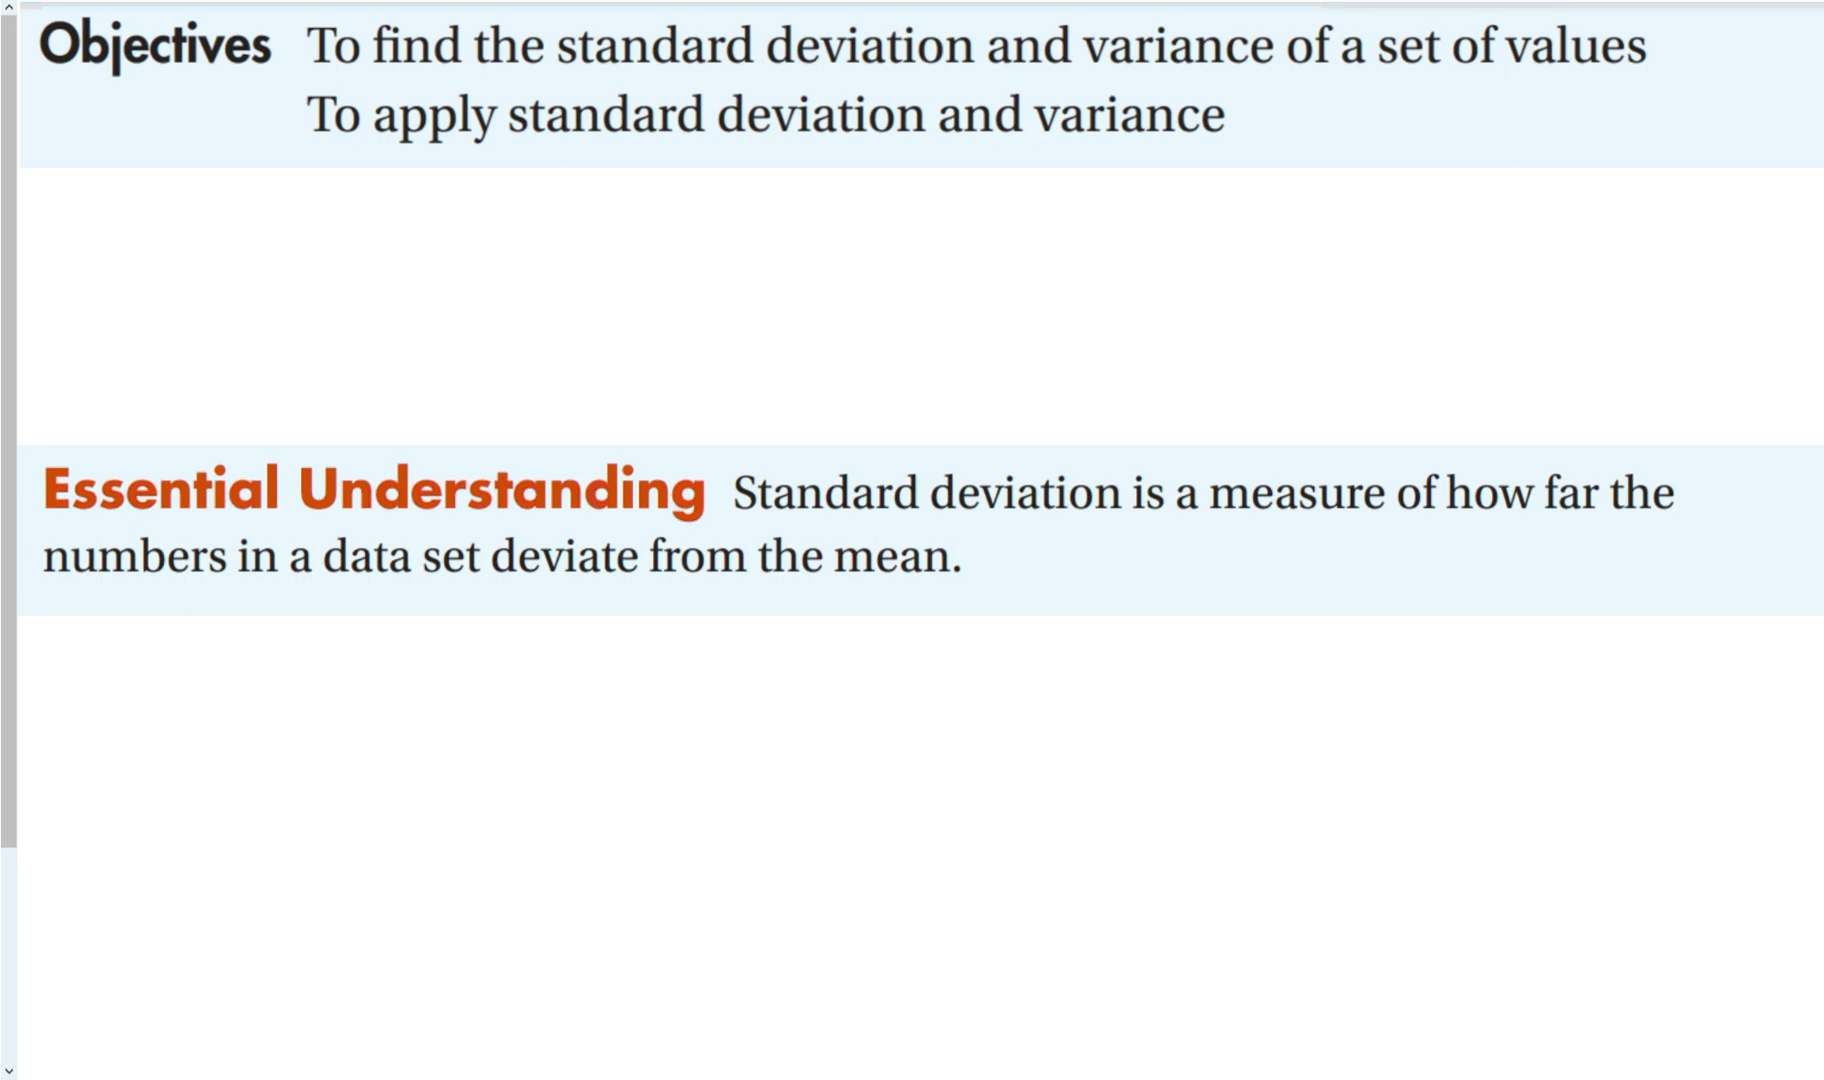 Objectives To find the standard deviation and variance of a set of values
To apply standard deviation and variance
Essential Understanding Standard deviation is a measure of how far the
numbers in a data set deviate from the mean.